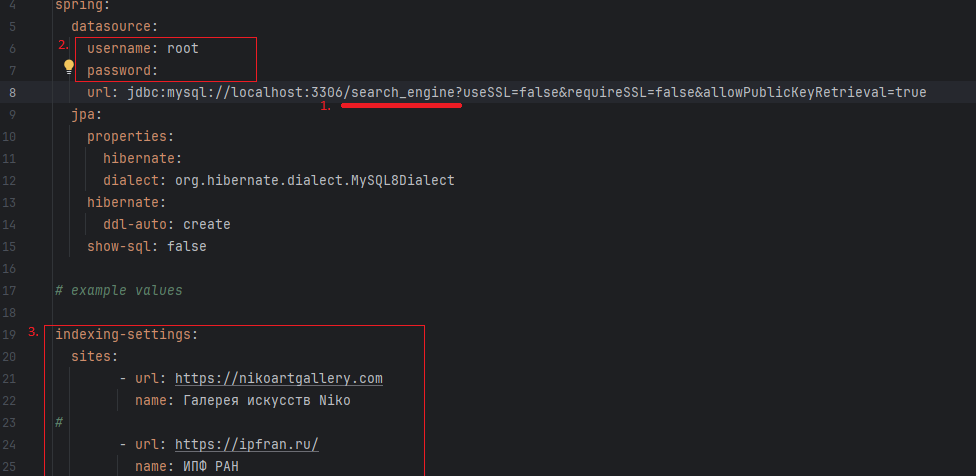 4 spring:
5 datasource:
2. 6 username: root
7 password:
8 url: jdbc:mysql://localhost:3306/search_engine?useSSL=false&requireSSL=false&allowPublicKeyRetrieval=true
1.
9 jpa:
10 properties:
11 hibernate:
12 dialect: org.hibernate.dialect.MySQL8Dialect
13 hibernate:
14 ddl-auto: create
15 show-sql: false
16
17 # example values
18
3. 19 indexing-settings:
20 sites:
21 - url: https://nikoartgallery.com
22 name: Галерея искусств Niko
23 #
24 - url: https://ipfran.ru/
25 name: ИПФ РАН